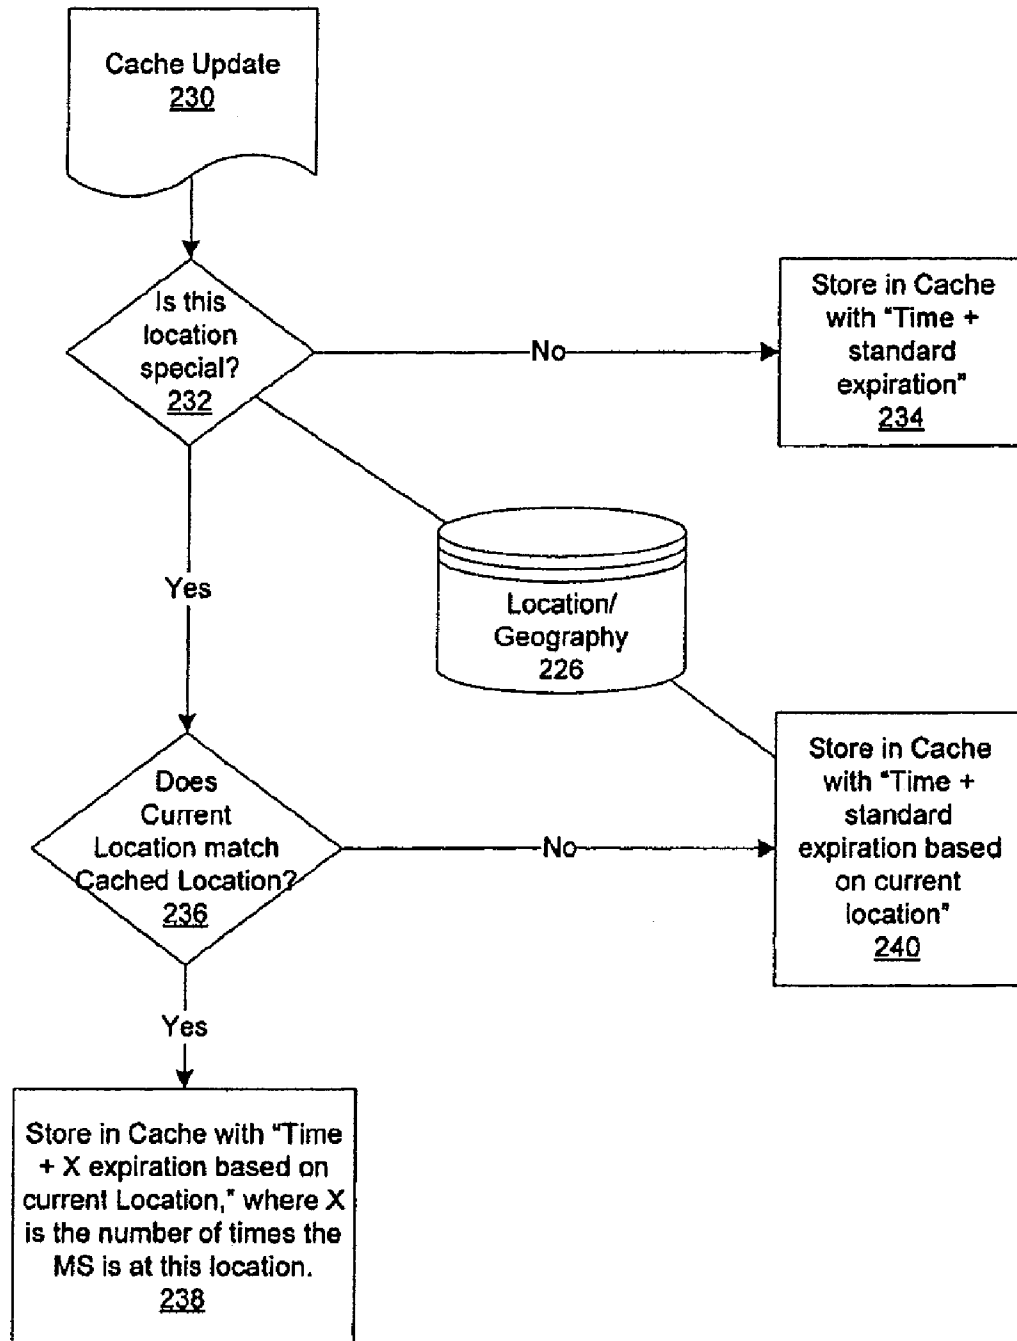 Cache Update
230
Is this
location
special?
232
No
Store in Cache
with "Time +
standard
expiration"
234
Yes
Location/
Geography
226
Does
Current
Location match
Cached Location?
236
No
Store in Cache
with "Time +
standard
expiration based
on current
location"
240
Yes
Store in Cache with "Time
+ X expiration based on
current Location," where X
is the number of times the
MS is at this location.
238